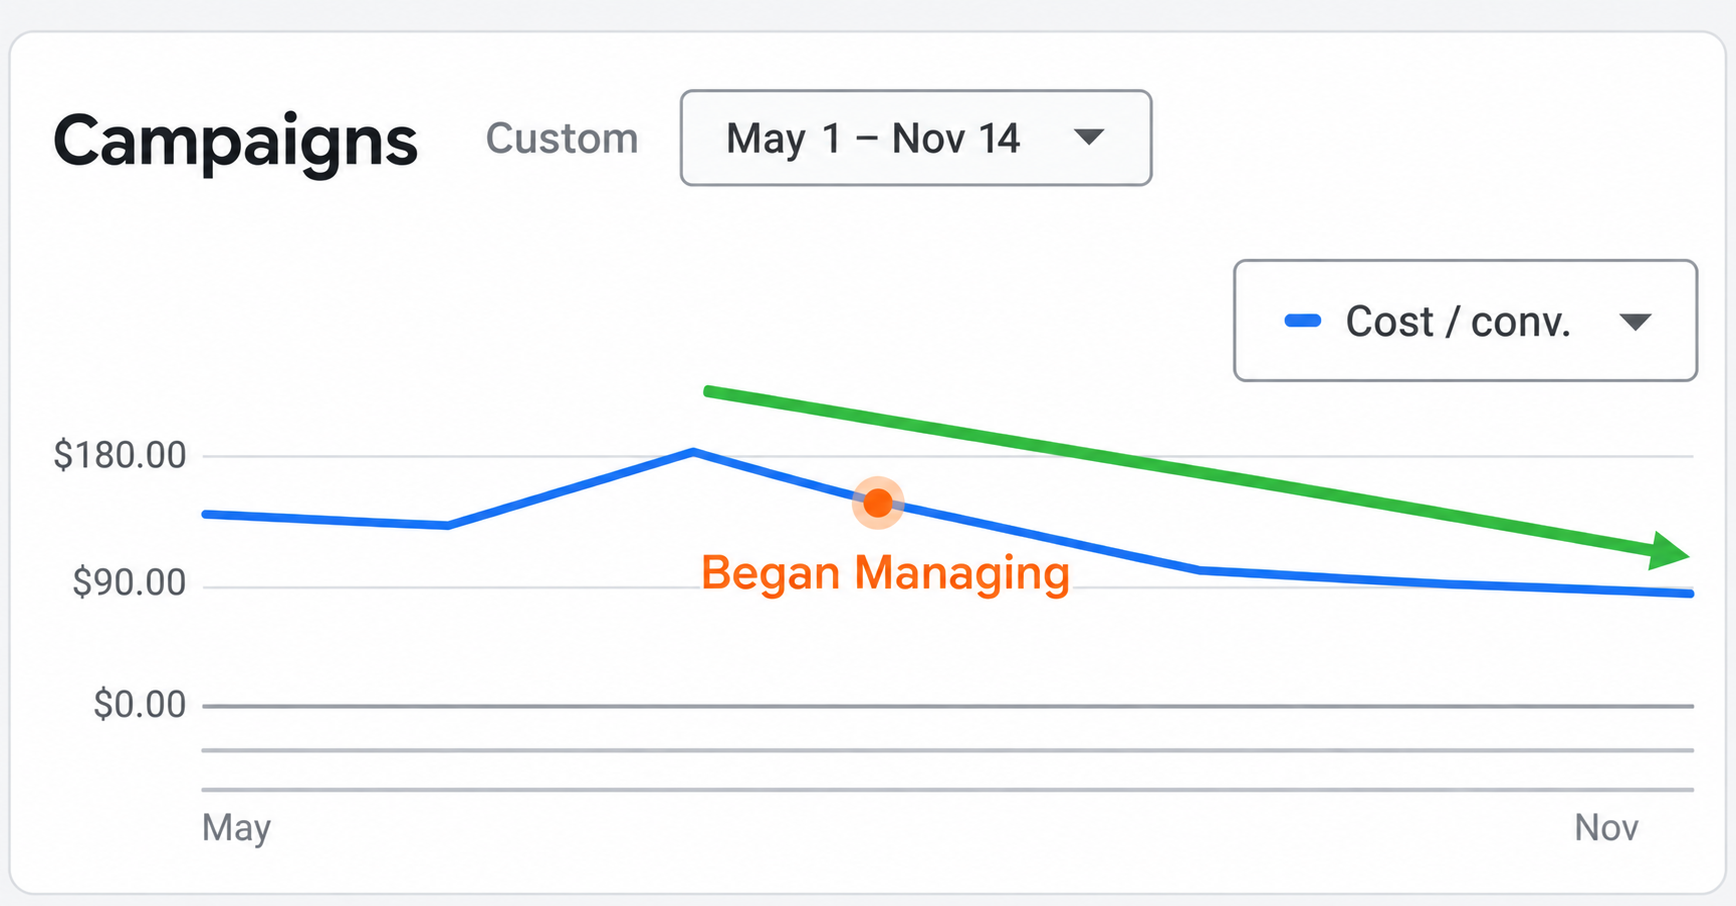 Campaigns
Custom
May 1 – Nov 14
Cost / conv.
$180.00
$90.00
Began Managing
$0.00
May
Nov